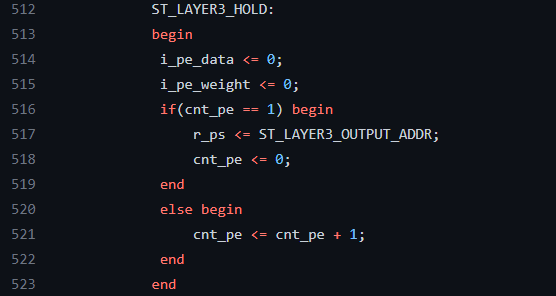 512 ST_LAYER3_HOLD:
513 begin
514 i_pe_data <= 0;
515 i_pe_weight <= 0;
516 if(cnt_pe == 1) begin
517 r_ps <= ST_LAYER3_OUTPUT_ADDR;
518 cnt_pe <= 0;
519 end
520 else begin
521 cnt_pe <= cnt_pe + 1;
522 end
523 end